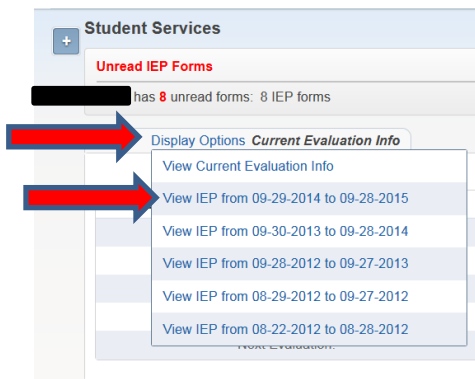 +
Student Services
Unread IEP Forms
has 8 unread forms: 8 IEP forms
Display Options Current Evaluation Info
View Current Evaluation Info
View IEP from 09-29-2014 to 09-28-2015
View IEP from 09-30-2013 to 09-28-2014
View IEP from 09-28-2012 to 09-27-2013
View IEP from 08-29-2012 to 09-27-2012
View IEP from 08-22-2012 to 08-28-2012
Next Evaluation: